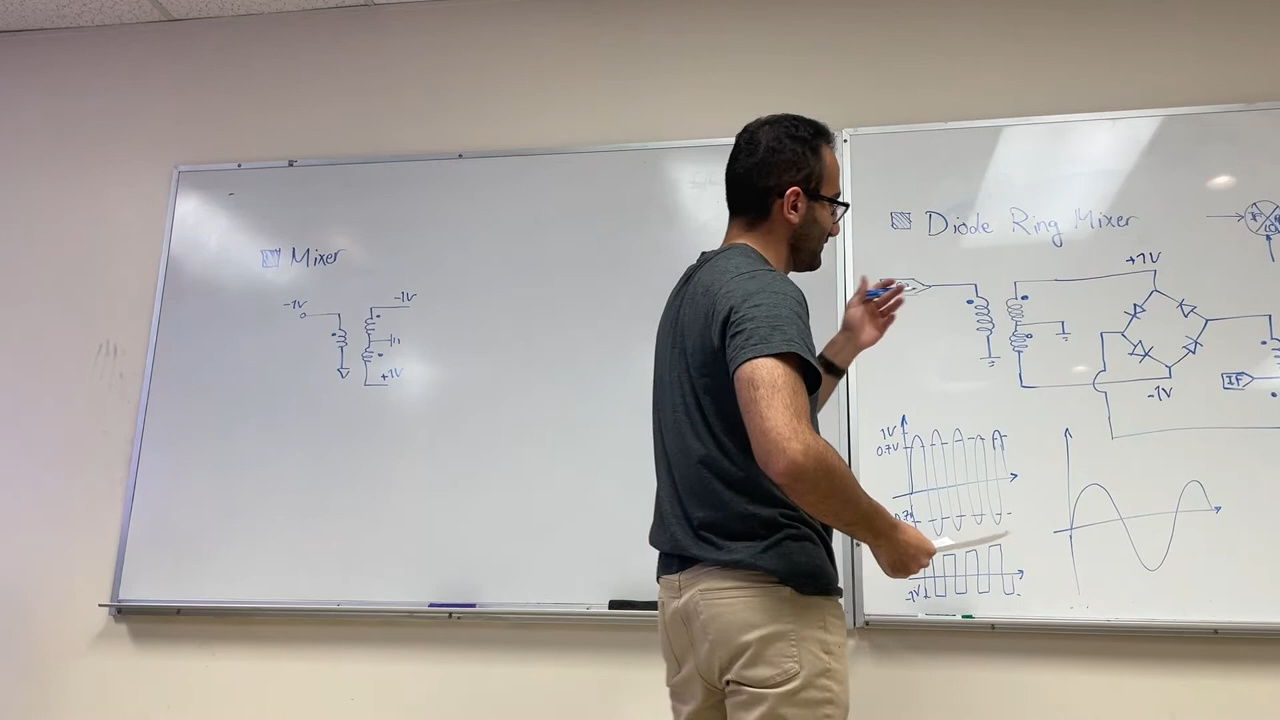 Mixer
-1V
-1V
+1V
Diode Ring Mixer
+1V
-1V
IF
1V
0.7V
-1V